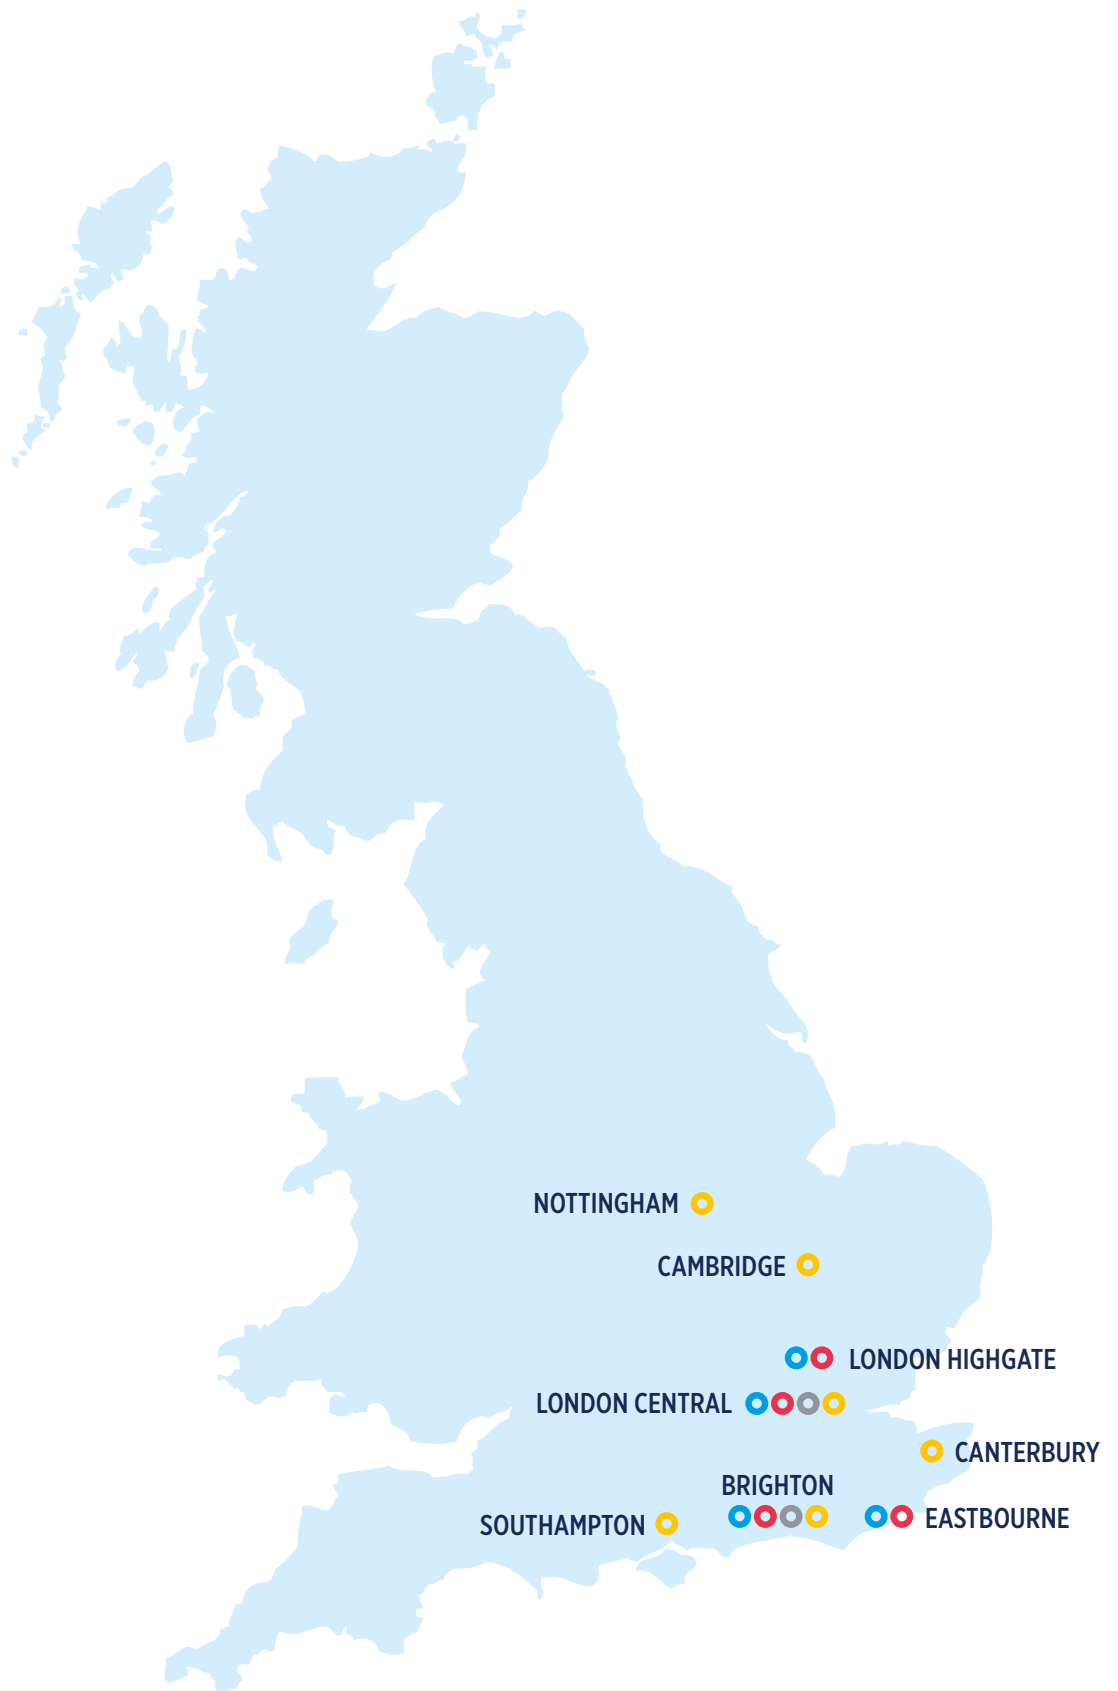 NOTTINGHAM
CAMBRIDGE
LONDON HIGHGATE
LONDON CENTRAL
CANTERBURY
BRIGHTON
SOUTHAMPTON
EASTBOURNE